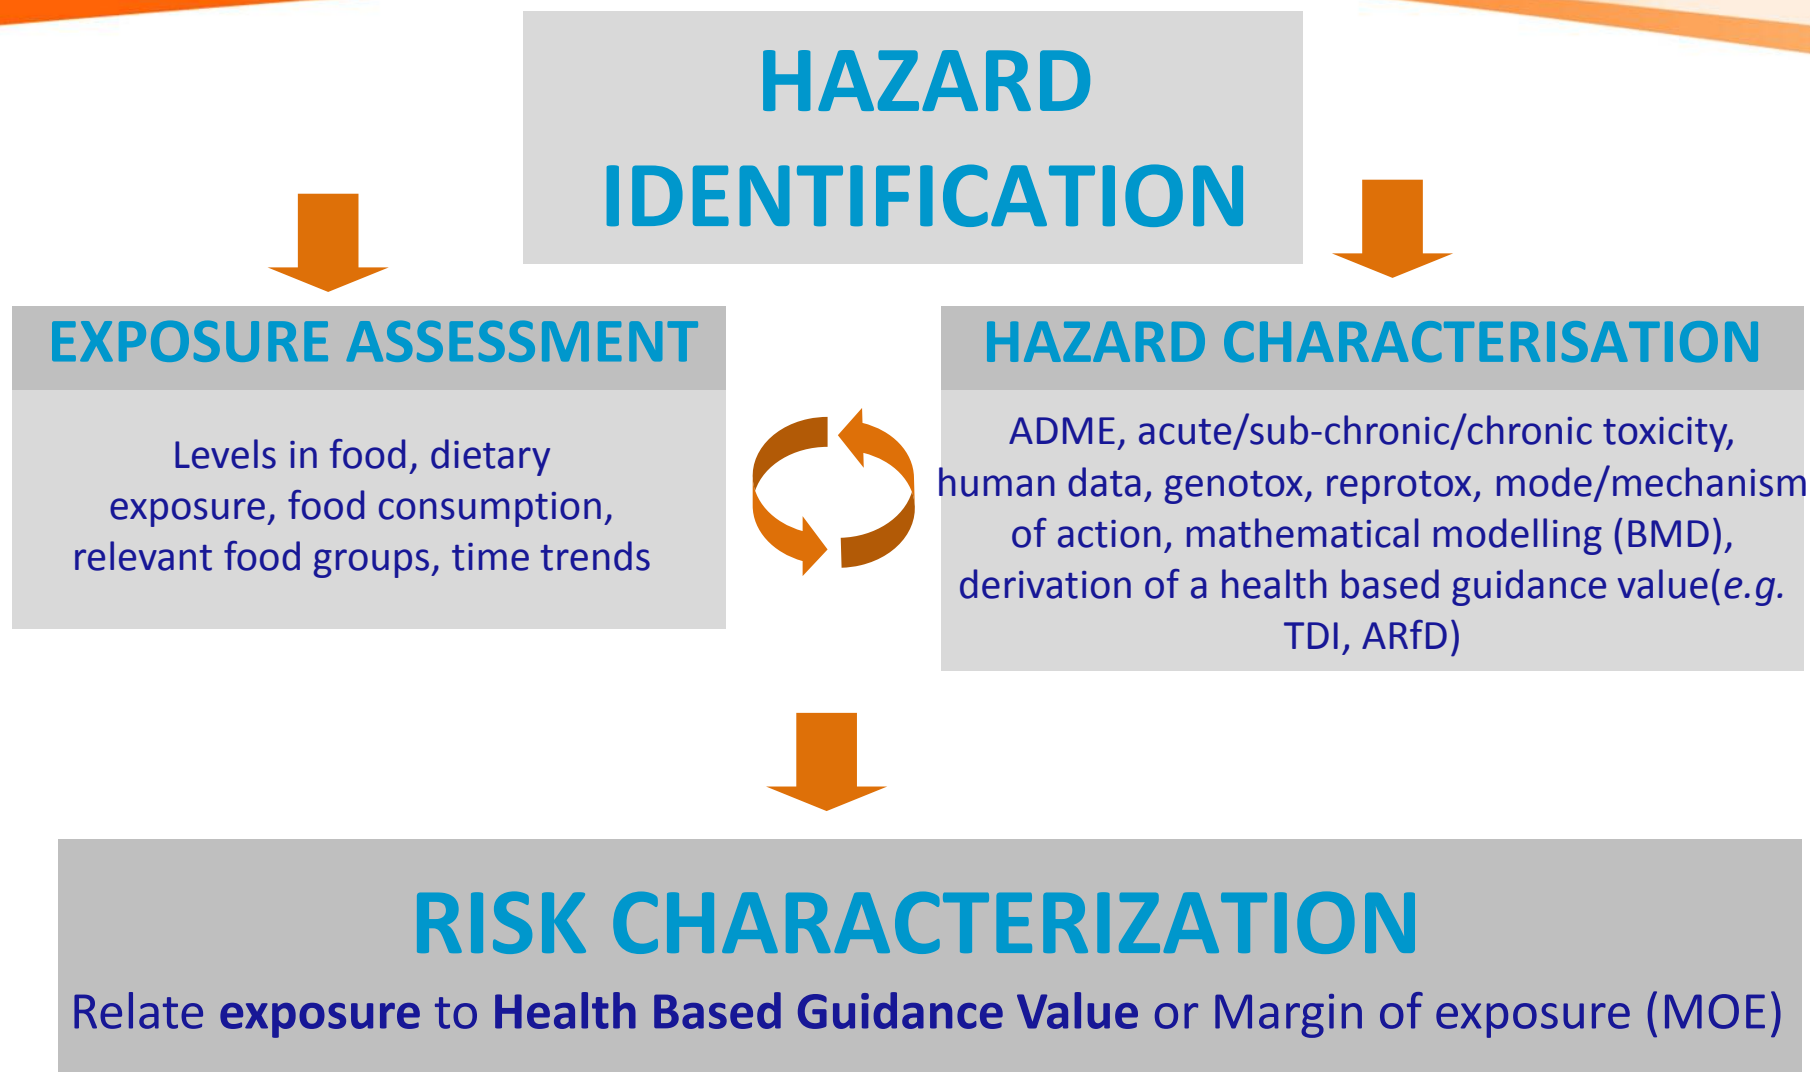 HAZARD
IDENTIFICATION
EXPOSURE ASSESSMENT
Levels in food, dietary
exposure, food consumption,
relevant food groups, time trends
HAZARD CHARACTERISATION
ADME, acute/sub-chronic/chronic toxicity,
human data, genotox, reprotox, mode/mechanism
of action, mathematical modelling (BMD),
derivation of a health based guidance value(e.g.
TDI, ARfD)
RISK CHARACTERIZATION
Relate exposure to Health Based Guidance Value or Margin of exposure (MOE)